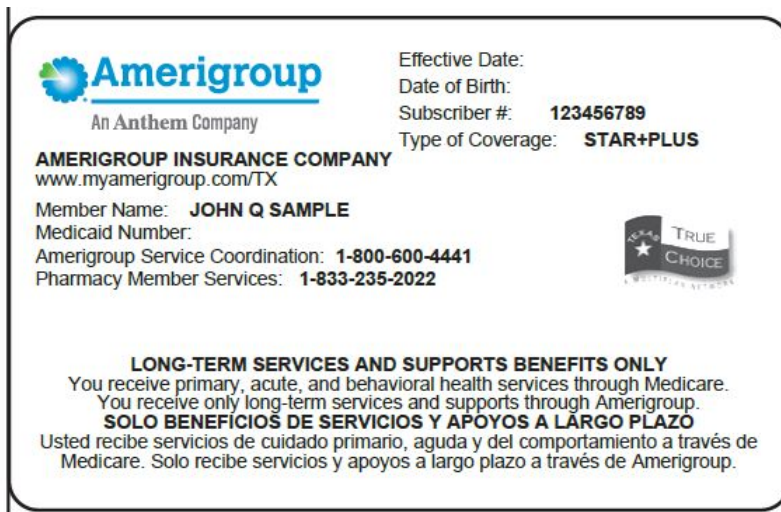 Amerigroup
An Anthem Company
Effective Date:
Date of Birth:
Subscriber #: 123456789
Type of Coverage: STAR+PLUS
AMERIGROUP INSURANCE COMPANY
www.myamerigroup.com/TX
Member Name: JOHN Q SAMPLE
Medicaid Number:
Amerigroup Service Coordination: 1-800-600-4441
Pharmacy Member Services: 1-833-235-2022
TEXAS TRUE
CHOICE
A MULTIPLAN NETWORK
LONG-TERM SERVICES AND SUPPORTS BENEFITS ONLY
You receive primary, acute, and behavioral health services through Medicare.
You receive only long-term services and supports through Amerigroup.
SOLO BENEFICIOS DE SERVICIOS Y APOYOS A LARGO PLAZO
Usted recibe servicios de cuidado primario, aguda y del comportamiento a través de
Medicare. Solo recibe servicios y apoyos a largo plazo a través de Amerigroup.